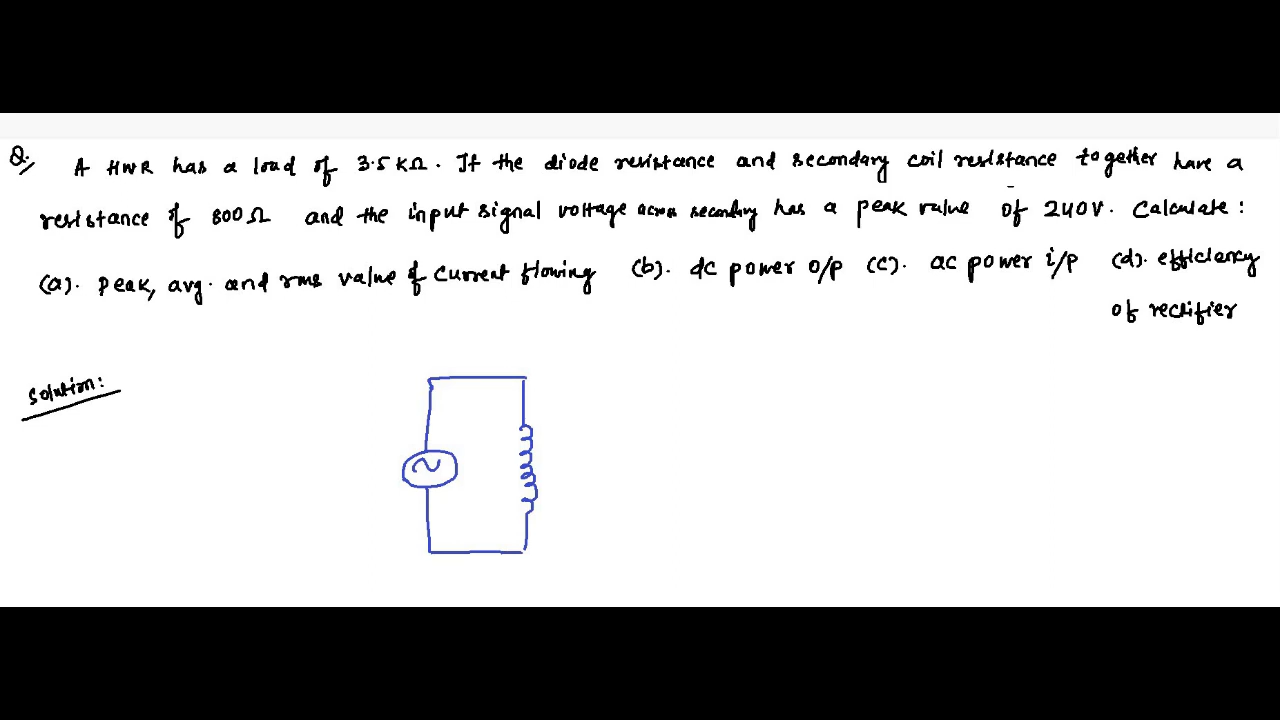 Q. A HWR has a load of 3.5 KΩ. If the diode resistance and secondary coil resistance together have a
resistance of 800Ω and the input signal voltage across secondary has a peak value of 240V. Calculate :
(a). peak, avg. and rms value of current flowing (b). dc power o/p (c). ac power i/p (d). efficiency
of rectifier
Solution: